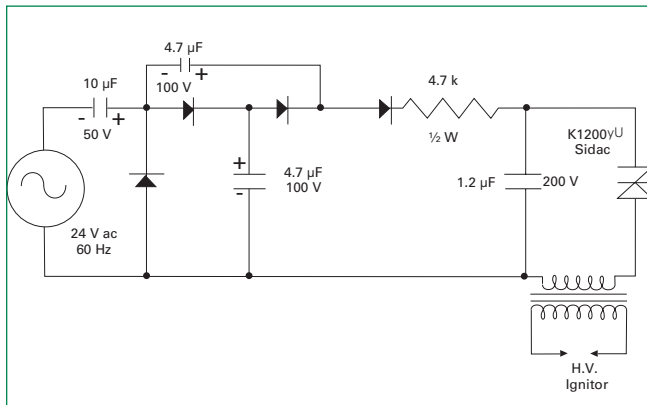 4.7 µF
- +
100 V
10 µF
- +
50 V
4.7 k
½ W
K1200yU
Sidac
+
-
4.7 µF
100 V
1.2 µF
200 V
24 V ac
60 Hz
H.V.
Ignitor